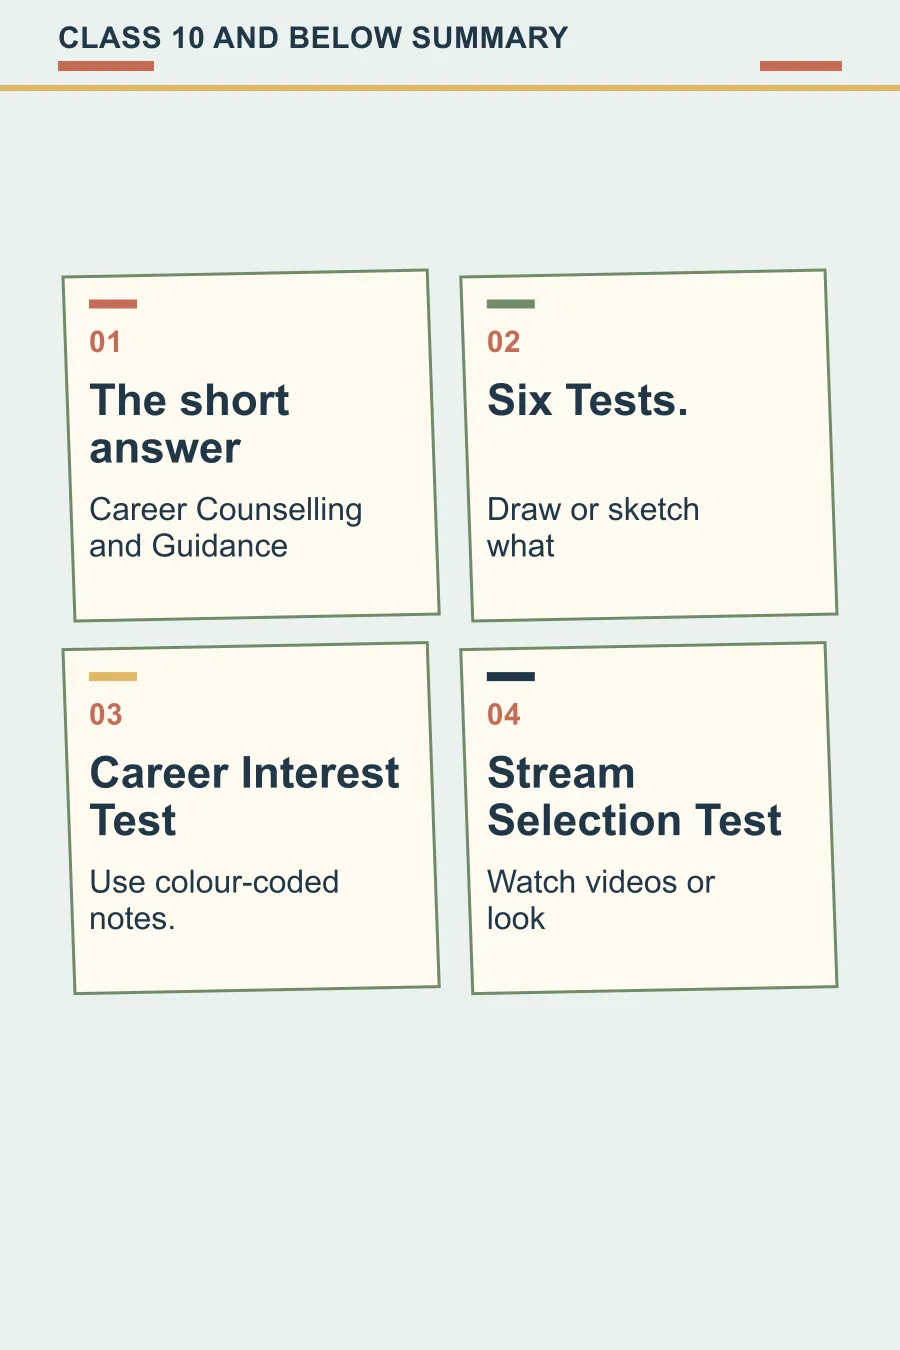 CLASS 10 AND BELOW SUMMARY
01
The short
answer
Career Counselling
and Guidance
02
Six Tests.
Draw or sketch
what
03
Career Interest
Test
Use colour-coded
notes.
04
Stream
Selection Test
Watch videos or
look